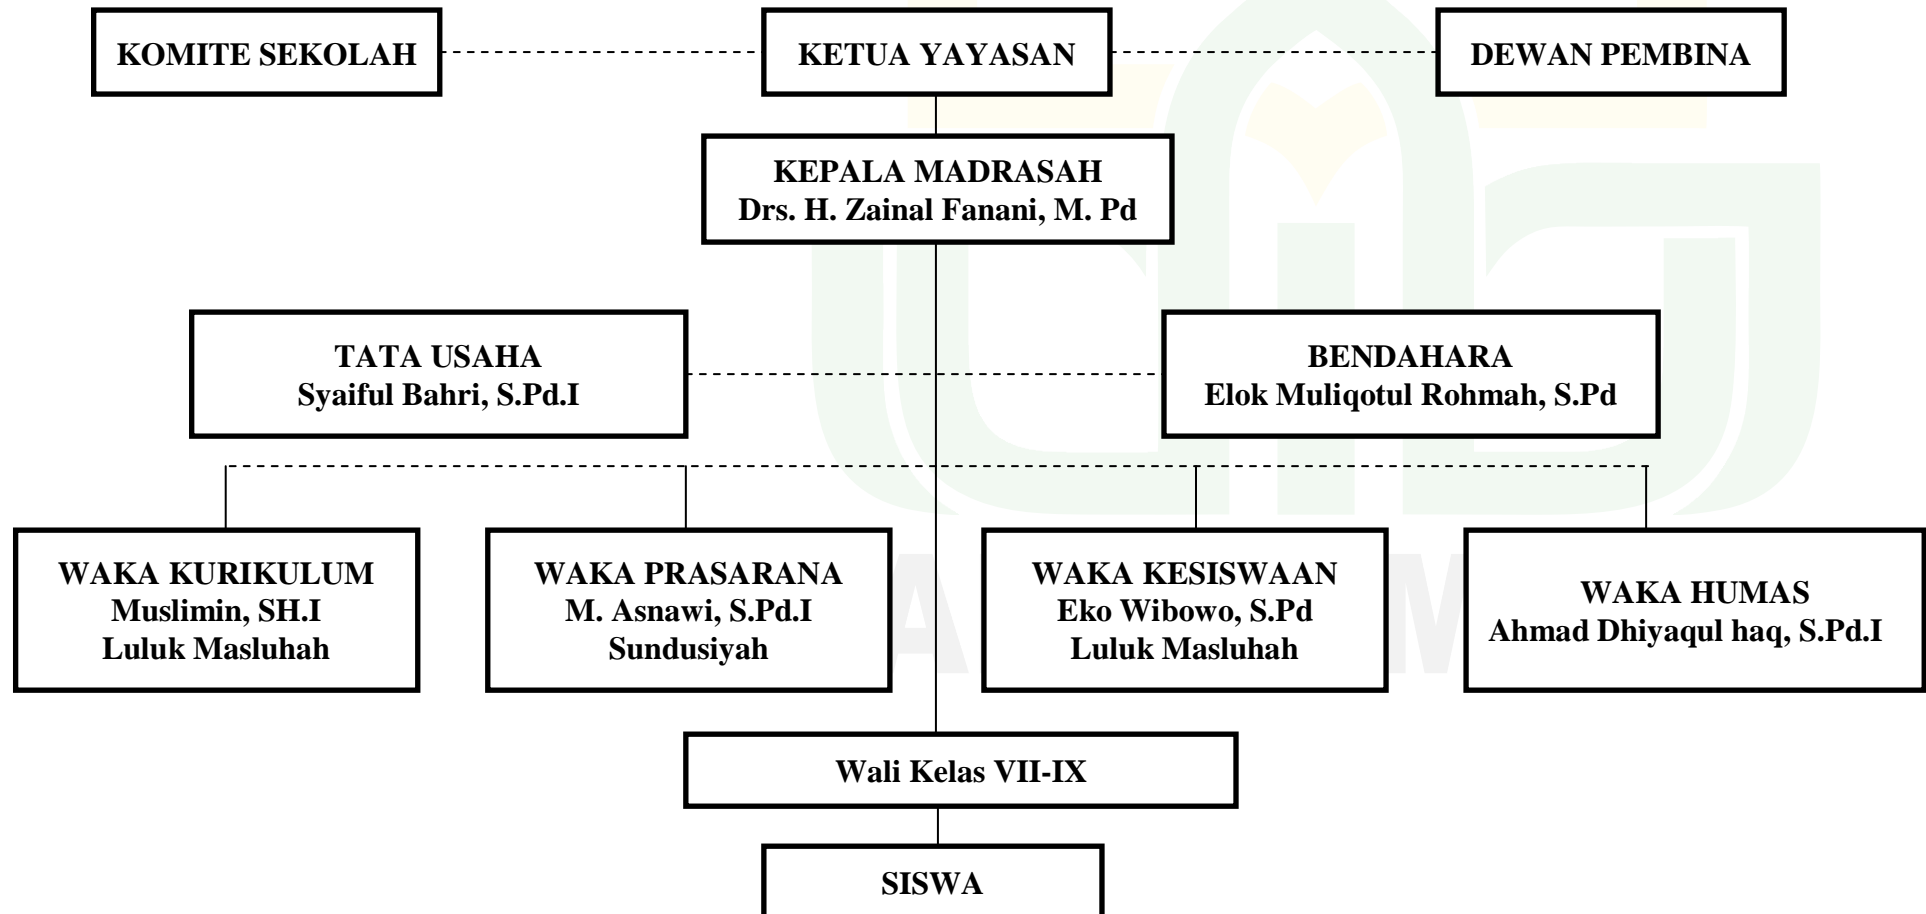 KOMITE SEKOLAH
KETUA YAYASAN
DEWAN PEMBINA
KEPALA MADRASAH
Drs. H. Zainal Fanani, M. Pd
TATA USAHA
Syaiful Bahri, S.Pd.I
BENDAHARA
Elok Muliqotul Rohmah, S.Pd
WAKA KURIKULUM
Muslimin, SH.I
Luluk Masluhah
WAKA PRASARANA
M. Asnawi, S.Pd.I
Sundusiyah
WAKA KESISWAAN
Eko Wibowo, S.Pd
Luluk Masluhah
WAKA HUMAS
Ahmad Dhiyaqul haq, S.Pd.I
Wali Kelas VII-IX
SISWA